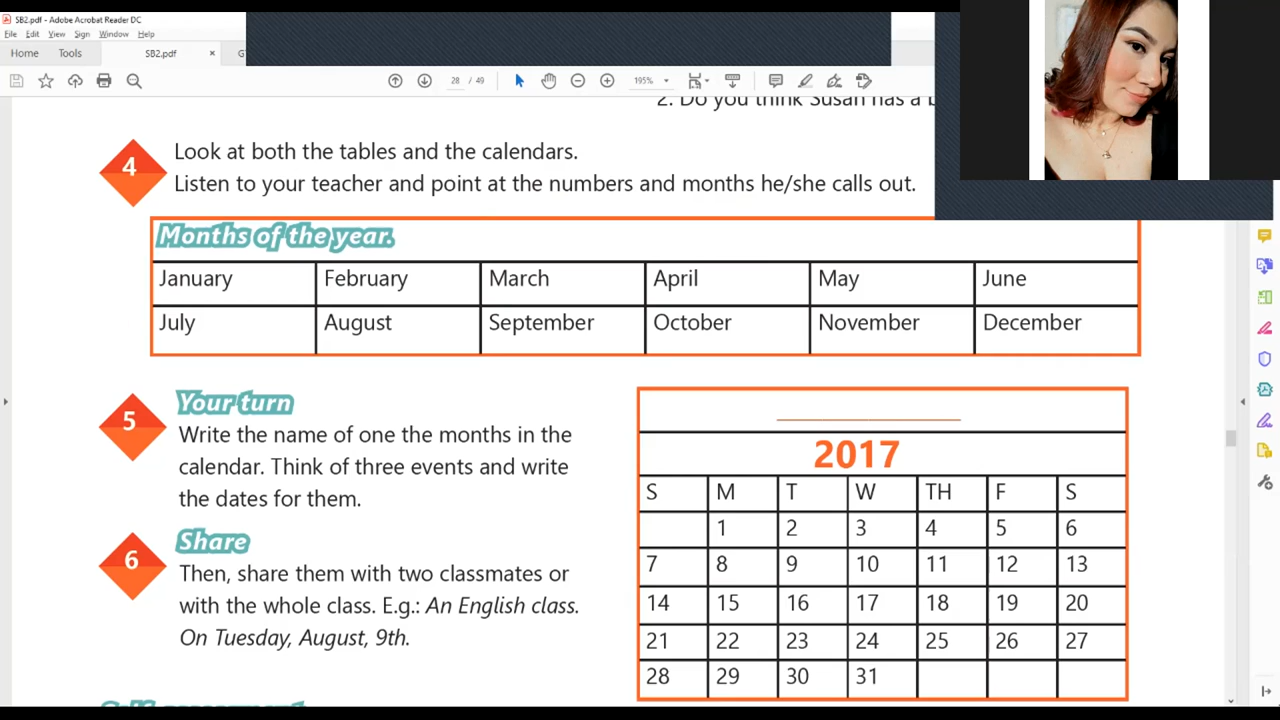 SB2.pdf - Adobe Acrobat Reader DC
File Edit View Sign Window Help
Home Tools SB2.pdf × G
28 / 49 195%
2. Do you think Susan has a b
4 Look at both the tables and the calendars.
Listen to your teacher and point at the numbers and months he/she calls out.
Months of the year.
January February March April May June
July August September October November December
5 Your turn
Write the name of one the months in the
calendar. Think of three events and write
the dates for them.
6 Share
Then, share them with two classmates or
with the whole class. E.g.: An English class.
On Tuesday, August, 9th.
2017
S M T W TH F S
1 2 3 4 5 6
7 8 9 10 11 12 13
14 15 16 17 18 19 20
21 22 23 24 25 26 27
28 29 30 31